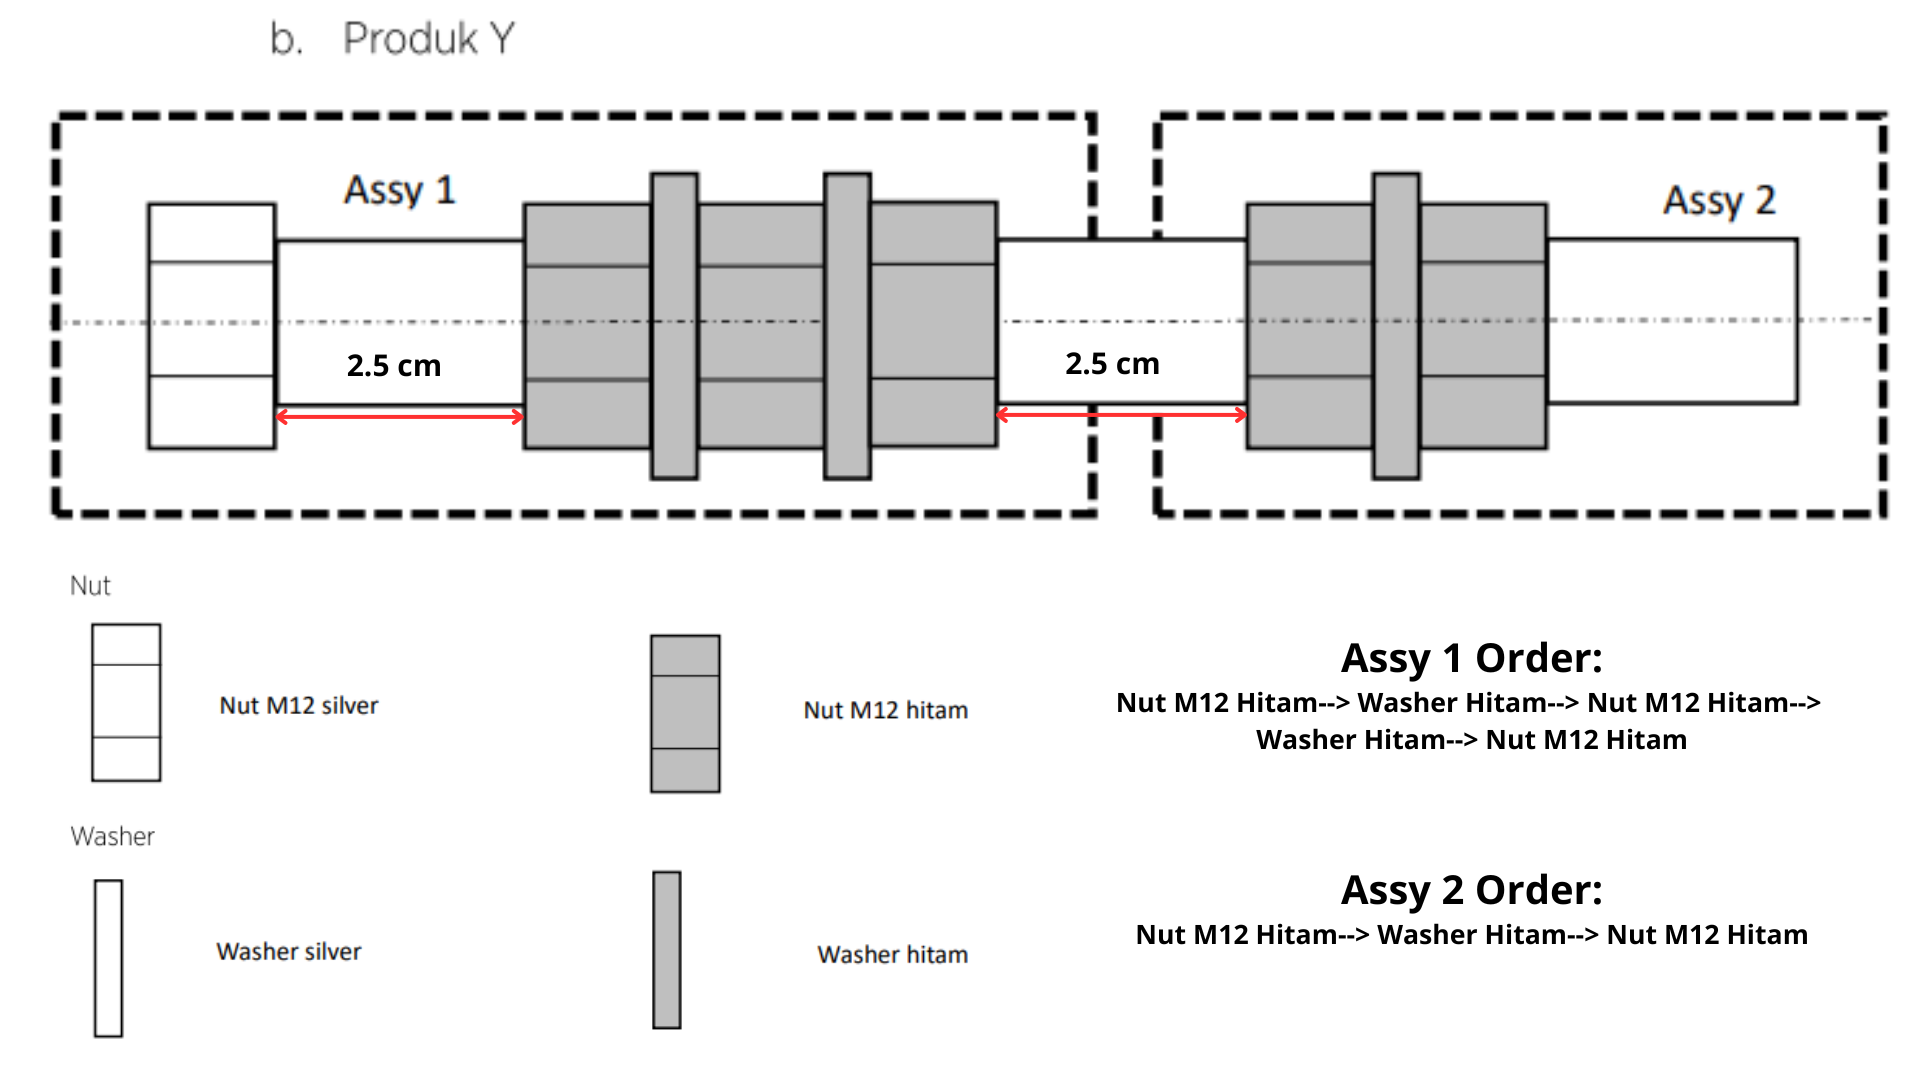 b. Produk Y
Assy 1
Assy 2
2.5 cm
2.5 cm
Nut
Nut M12 silver
Nut M12 hitam
Assy 1 Order:
Nut M12 Hitam--> Washer Hitam--> Nut M12 Hitam-->
Washer Hitam--> Nut M12 Hitam
Washer
Washer silver
Washer hitam
Assy 2 Order:
Nut M12 Hitam--> Washer Hitam--> Nut M12 Hitam